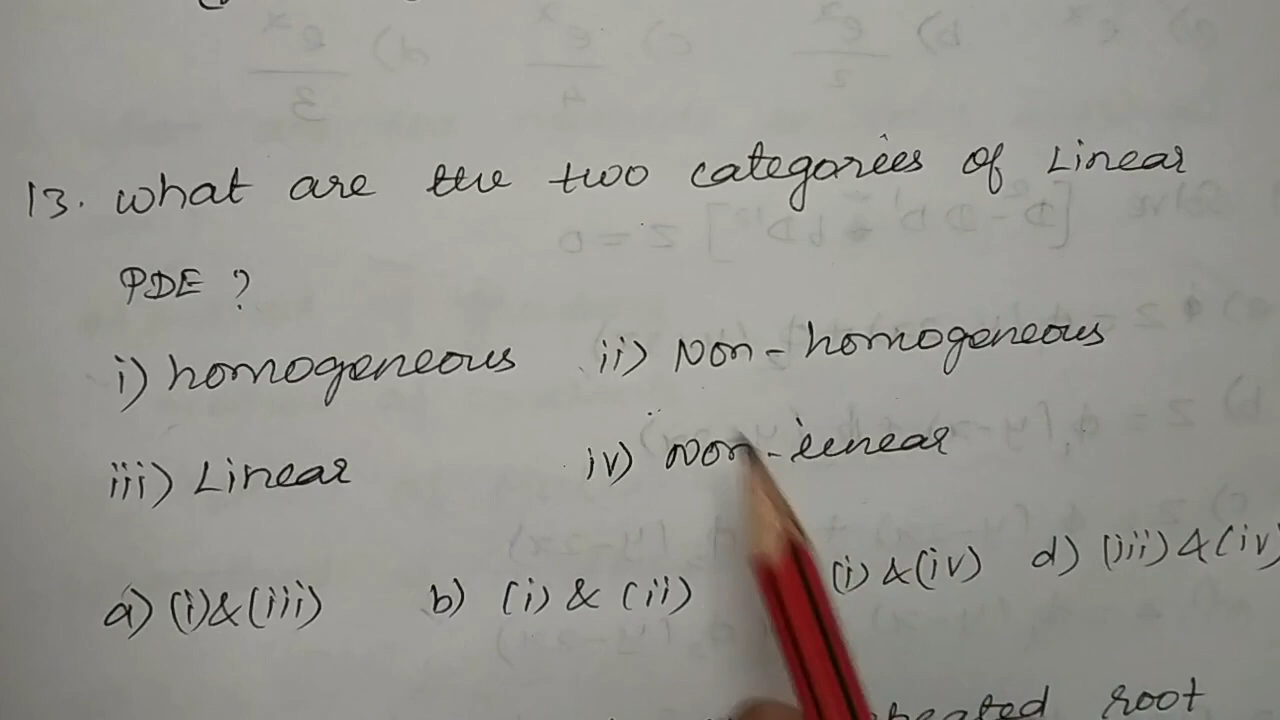 13. What are the two categories of Linear
PDE ?
i) homogeneous ii) Non-homogeneous
iii) Linear iv) Non-linear
a) (i)&(iii) b) (i) & (ii) (i) &(iv) d) (iii) &(iv
root